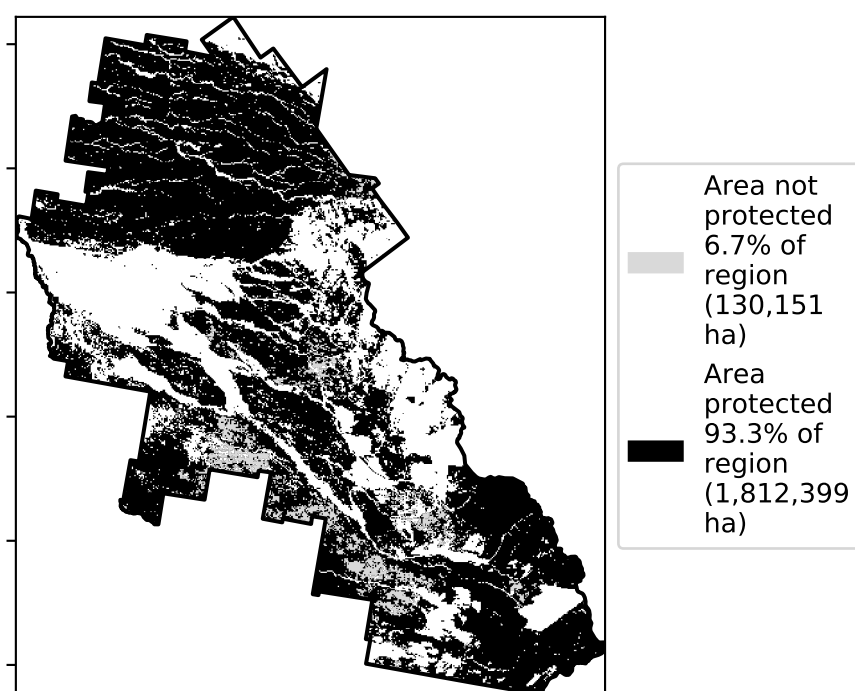 Area not
protected
6.7% of
region
(130,151
ha)
Area
protected
93.3% of
region
(1,812,399
ha)